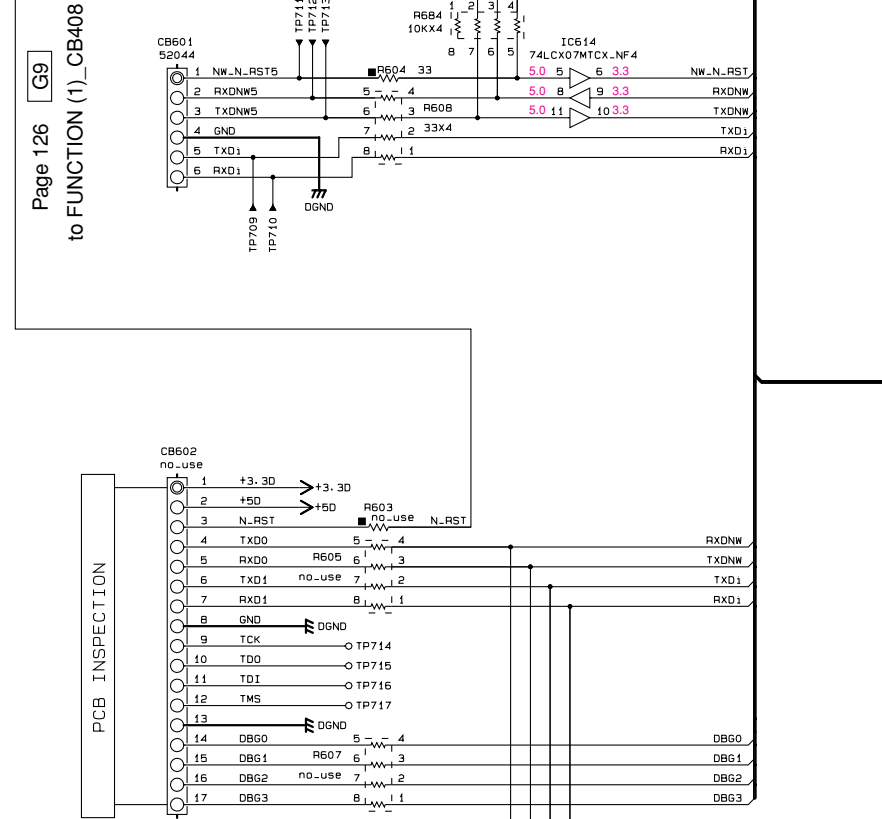 Page 126 G9
to FUNCTION (1)_CB408
TP711
TP712
TP713
R684
10KX4
1 2 3 4
8 7 6 5
CB601
52044
IC614
74LCX07MTCX_NF4
1 NW_N_RST5 R604 33 5.0 5 6 3.3 NW_N_RST
2 RXDNW5 5 4 5.0 8 9 3.3 RXDNW
3 TXDNW5 6 3 R608 5.0 11 10 3.3 TXDNW
4 GND 7 2 33X4 TXDi
5 TXDi 8 1 RXDi
6 RXDi
DGND
TP709
TP710
CB602
no_use
PCB INSPECTION
1 +3.3D +3.3D
2 +5D +5D
R603
3 N_RST no_use N_RST
4 TXD0 5 4 RXDNW
5 RXD0 R605 6 3 TXDNW
6 TXD1 no_use 7 2 TXDi
7 RXD1 8 1 RXDi
8 GND DGND
9 TCK TP714
10 TDO TP715
11 TDI TP716
12 TMS TP717
13 DGND
14 DBG0 5 4 DBG0
15 DBG1 R607 6 3 DBG1
16 DBG2 no_use 7 2 DBG2
17 DBG3 8 1 DBG3